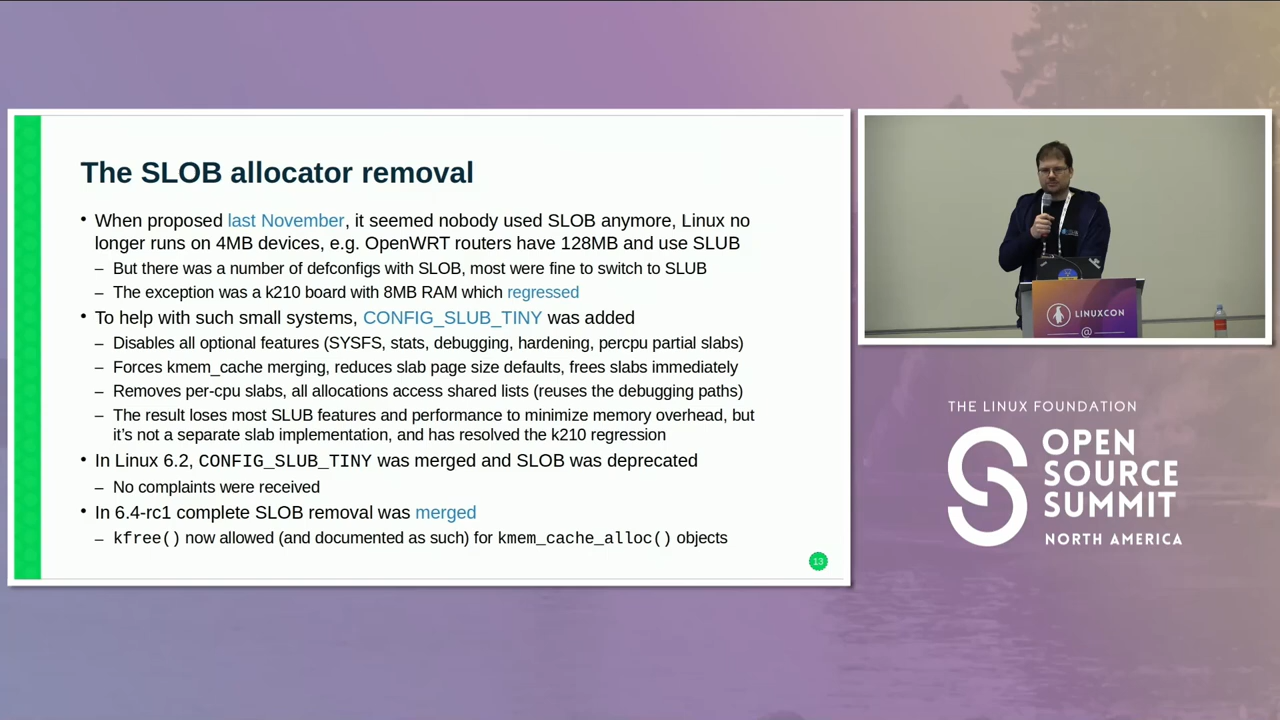 The SLOB allocator removal
• When proposed last November, it seemed nobody used SLOB anymore, Linux no
longer runs on 4MB devices, e.g. OpenWRT routers have 128MB and use SLUB
– But there was a number of defconfigs with SLOB, most were fine to switch to SLUB
– The exception was a k210 board with 8MB RAM which regressed
• To help with such small systems, CONFIG_SLUB_TINY was added
– Disables all optional features (SYSFS, stats, debugging, hardening, percpu partial slabs)
– Forces kmem_cache merging, reduces slab page size defaults, frees slabs immediately
– Removes per-cpu slabs, all allocations access shared lists (reuses the debugging paths)
– The result loses most SLUB features and performance to minimize memory overhead, but
it’s not a separate slab implementation, and has resolved the k210 regression
• In Linux 6.2, CONFIG_SLUB_TINY was merged and SLOB was deprecated
– No complaints were received
• In 6.4-rc1 complete SLOB removal was merged
– kfree() now allowed (and documented as such) for kmem_cache_alloc() objects
13
LINUXCON
@
THE LINUX FOUNDATION
OPEN
SOURCE
SUMMIT
NORTH AMERICA